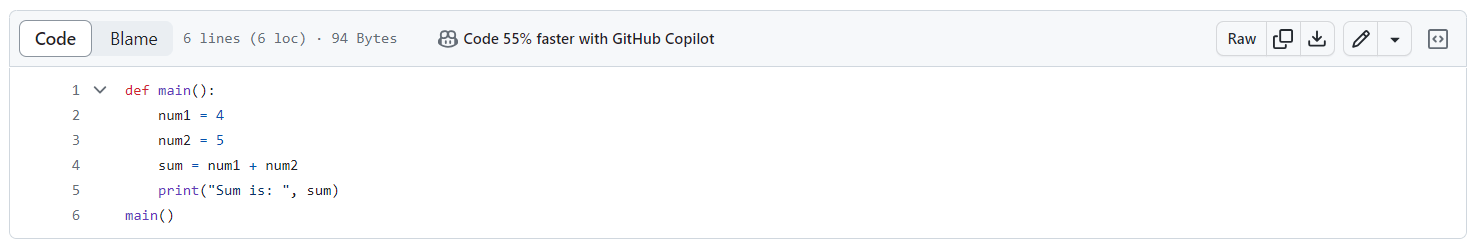 Code Blame 6 lines (6 loc) · 94 Bytes Code 55% faster with GitHub Copilot Raw
1 def main():
2     num1 = 4
3     num2 = 5
4     sum = num1 + num2
5     print("Sum is: ", sum)
6 main()